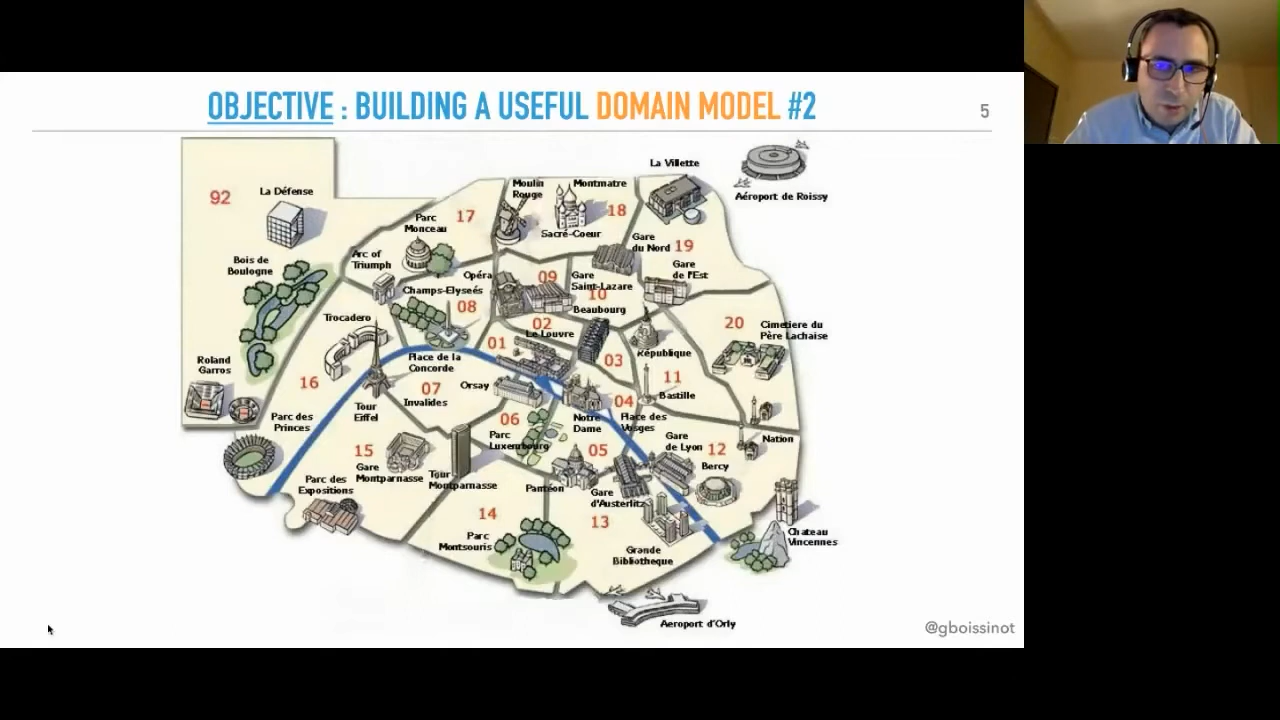 OBJECTIVE : BUILDING A USEFUL DOMAIN MODEL #2
5
92
La Défense
Bois de
Boulogne
Roland
Garros
Parc des
Princes
Parc
Monceau
17
Arc of
Triumph
Champs-Elyseés
08
Trocadero
16
Moulin
Rouge
Montmatre
18
Sacré-Coeur
La Villette
Aéroport de Roissy
Gare
du Nord
19
Gare
de l'Est
Opéra
09
Gare
Saint-Lazare
10
Beaubourg
02
Le Louvre
01
03
République
20
Cimetiere du
Père Lachaise
11
Bastille
Place de la
Concorde
07
Invalides
Orsay
04
Place des
Vosges
Notre
Dame
Tour
Eiffel
06
Parc
Luxembourg
05
Gare
de Lyon
12
Bercy
Nation
15
Gare
Montparnasse
Tour
Montparnasse
Parc des
Expositions
Pantéon
Gare
d'Austerlitz
14
13
Parc
Montsouris
Grande
Bibliotheque
Chateau
Vincennes
Aeroport d'Orly
@gboissinot